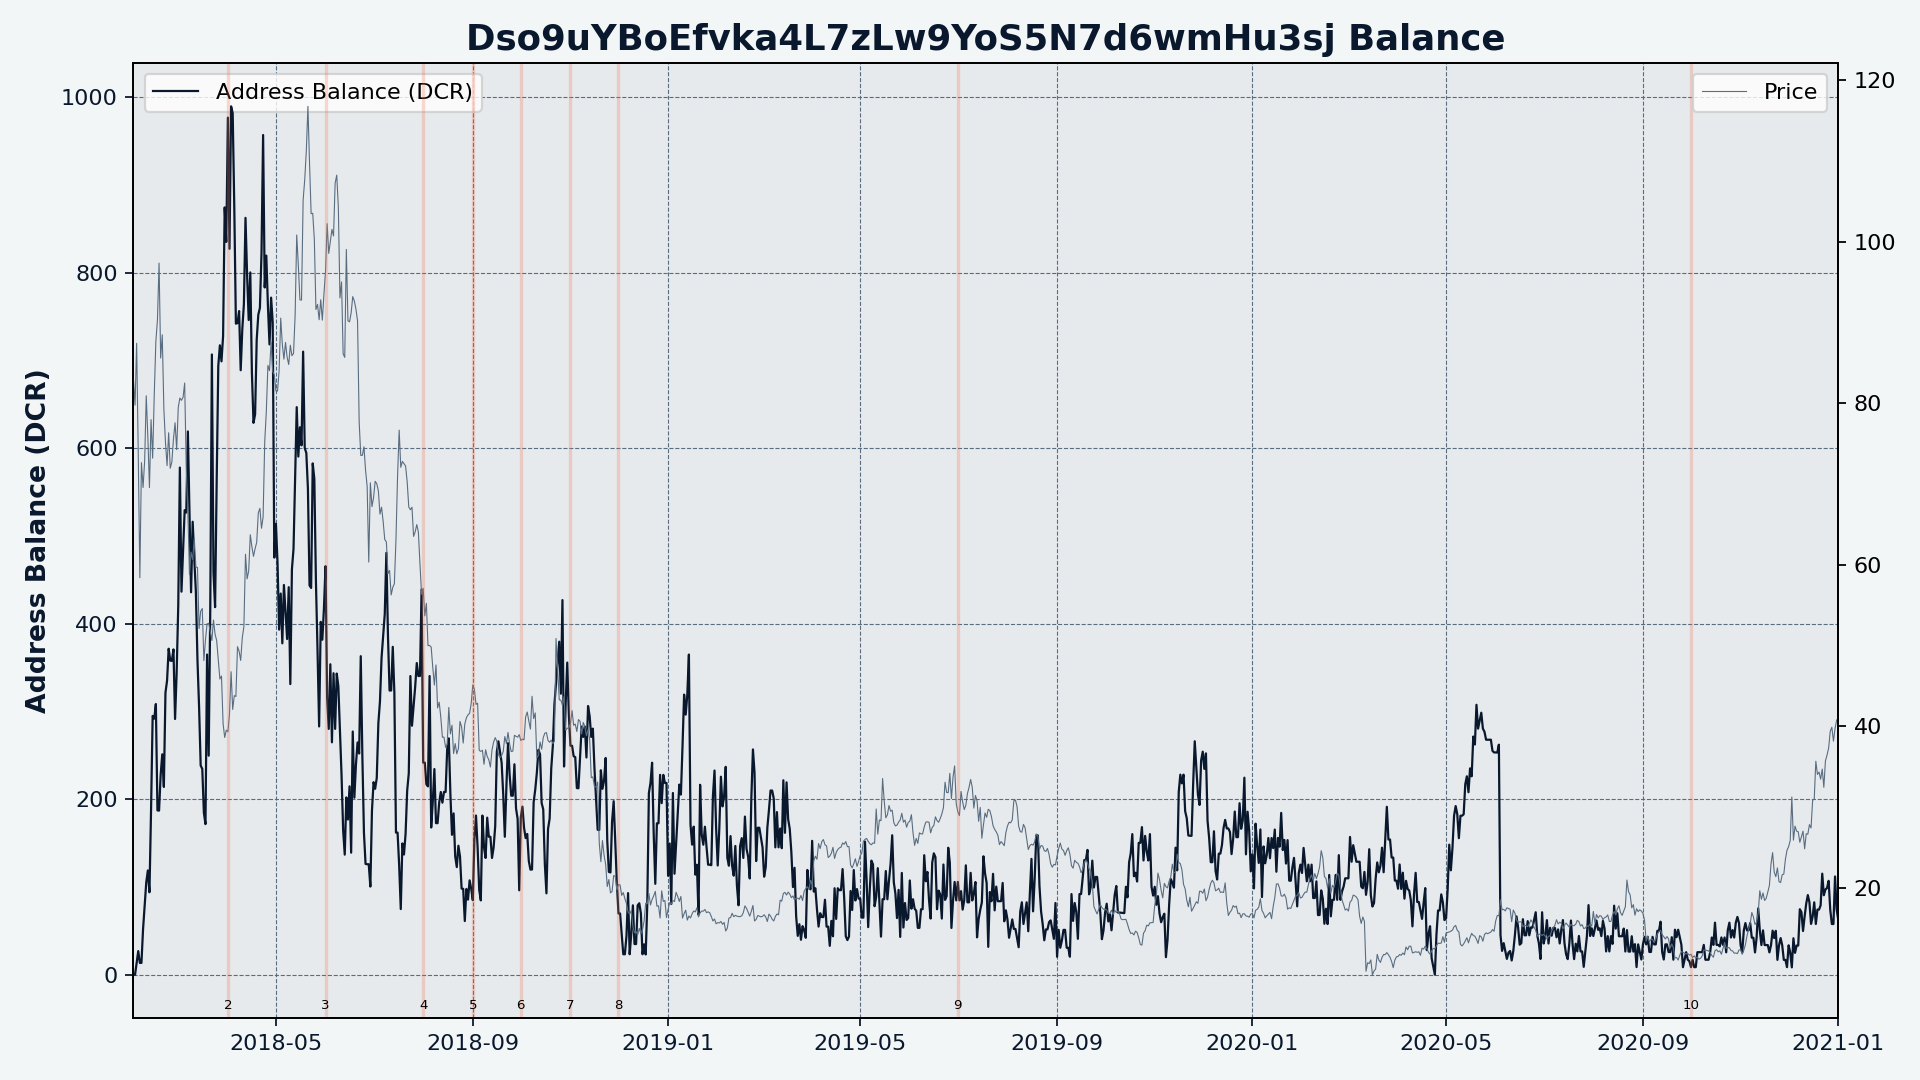 Dso9uYBoEfvka4L7zLw9YoS5N7d6wmHu3sj Balance
Address Balance (DCR)
Price
Address Balance (DCR)
1000
800
600
400
200
0
120
100
80
60
40
20
2 3 4 5 6 7 8 9 10
2018-05 2018-09 2019-01 2019-05 2019-09 2020-01 2020-05 2020-09 2021-01